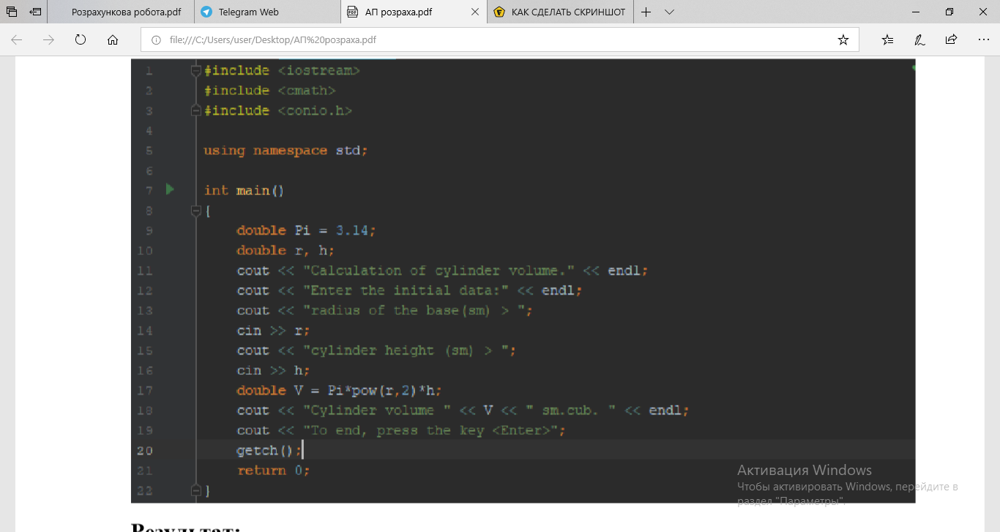 Розрахункова робота.pdf
Telegram Web
АП розраха.pdf
КАК СДЕЛАТЬ СКРИНШОТ
file:///C:/Users/user/Desktop/АП%20розраха.pdf
1 #include <iostream>
2 #include <cmath>
3 #include <conio.h>
4
5 using namespace std;
6
7 int main()
8 {
9 double Pi = 3.14;
10 double r, h;
11 cout << "Calculation of cylinder volume." << endl;
12 cout << "Enter the initial data:" << endl;
13 cout << "radius of the base(sm) > ";
14 cin >> r;
15 cout << "cylinder height (sm) > ";
16 cin >> h;
17 double V = Pi*pow(r,2)*h;
18 cout << "Cylinder volume " << V << " sm.cub. " << endl;
19 cout << "To end, press the key <Enter>";
20 getch();
21 return 0;
22 }
Активация Windows
Чтобы активировать Windows, перейдите в
раздел "Параметры".
Результат: